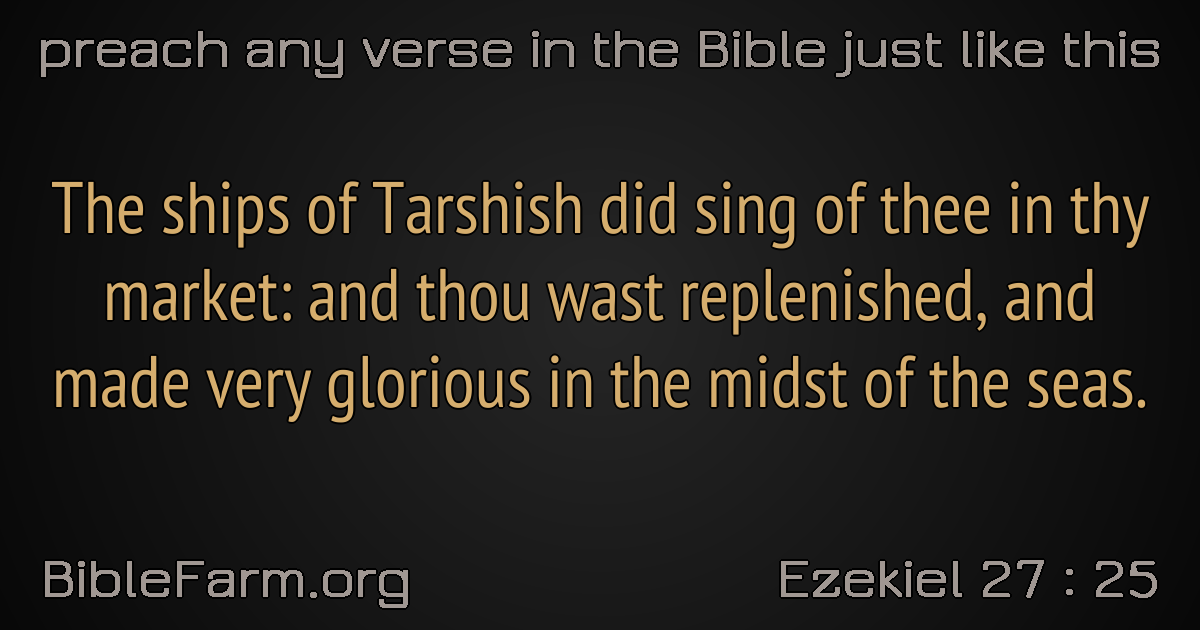 preach any verse in the Bible just like this
The ships of Tarshish did sing of thee in thy
market: and thou wast replenished, and
made very glorious in the midst of the seas.
BibleFarm.org
Ezekiel 27 : 25